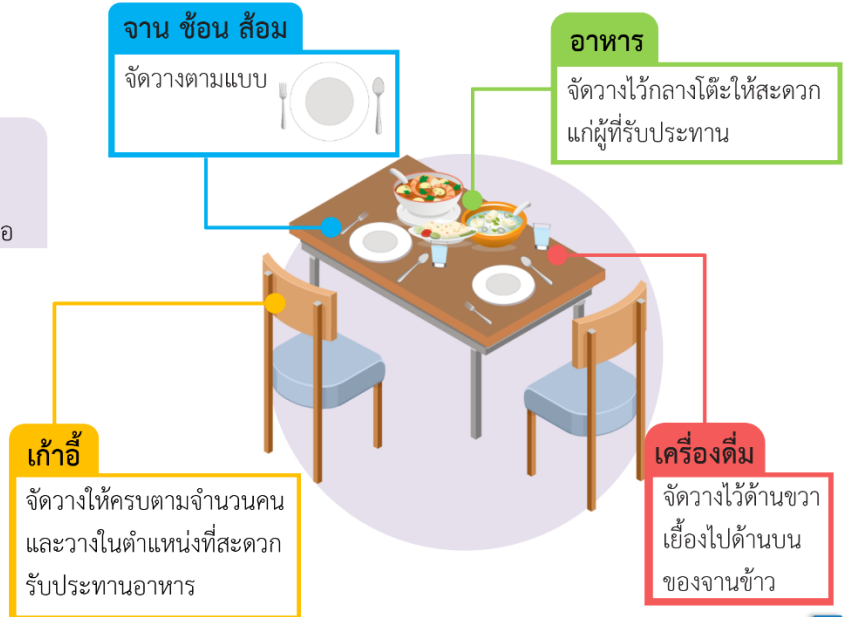 จาน ช้อน ส้อม
จัดวางตามแบบ
อาหาร
จัดวางไว้กลางโต๊ะให้สะดวก
แก่ผู้ที่รับประทาน
อ
เก้าอี้
จัดวางให้ครบตามจำนวนคน
และวางในตำแหน่งที่สะดวก
รับประทานอาหาร
เครื่องดื่ม
จัดวางไว้ด้านขวา
เยื้องไปด้านบน
ของจานข้าว